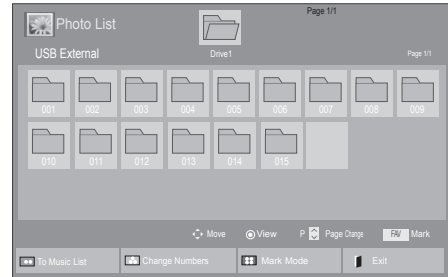 Photo List
Page 1/1
USB External
Drive1
Page 1/1
001 002 003 004 005 006 007 008 009
010 011 012 013 014 015
Move View P Page Change FAV Mark
To Music List Change Numbers Mark Mode Exit